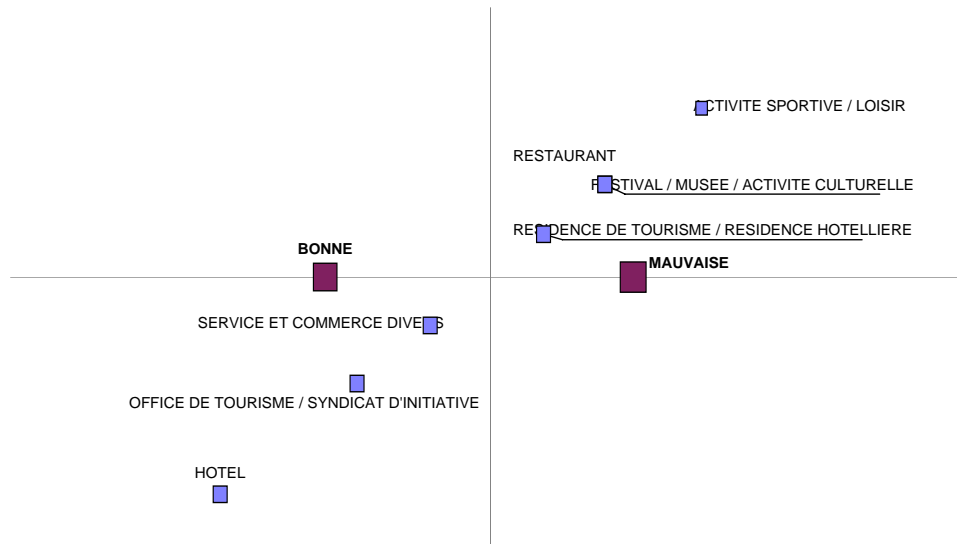 ACTIVITE SPORTIVE / LOISIR
RESTAURANT
FESTIVAL / MUSEE / ACTIVITE CULTURELLE
RESIDENCE DE TOURISME / RESIDENCE HOTELLIERE
BONNE
MAUVAISE
SERVICE ET COMMERCE DIVERS
OFFICE DE TOURISME / SYNDICAT D'INITIATIVE
HOTEL